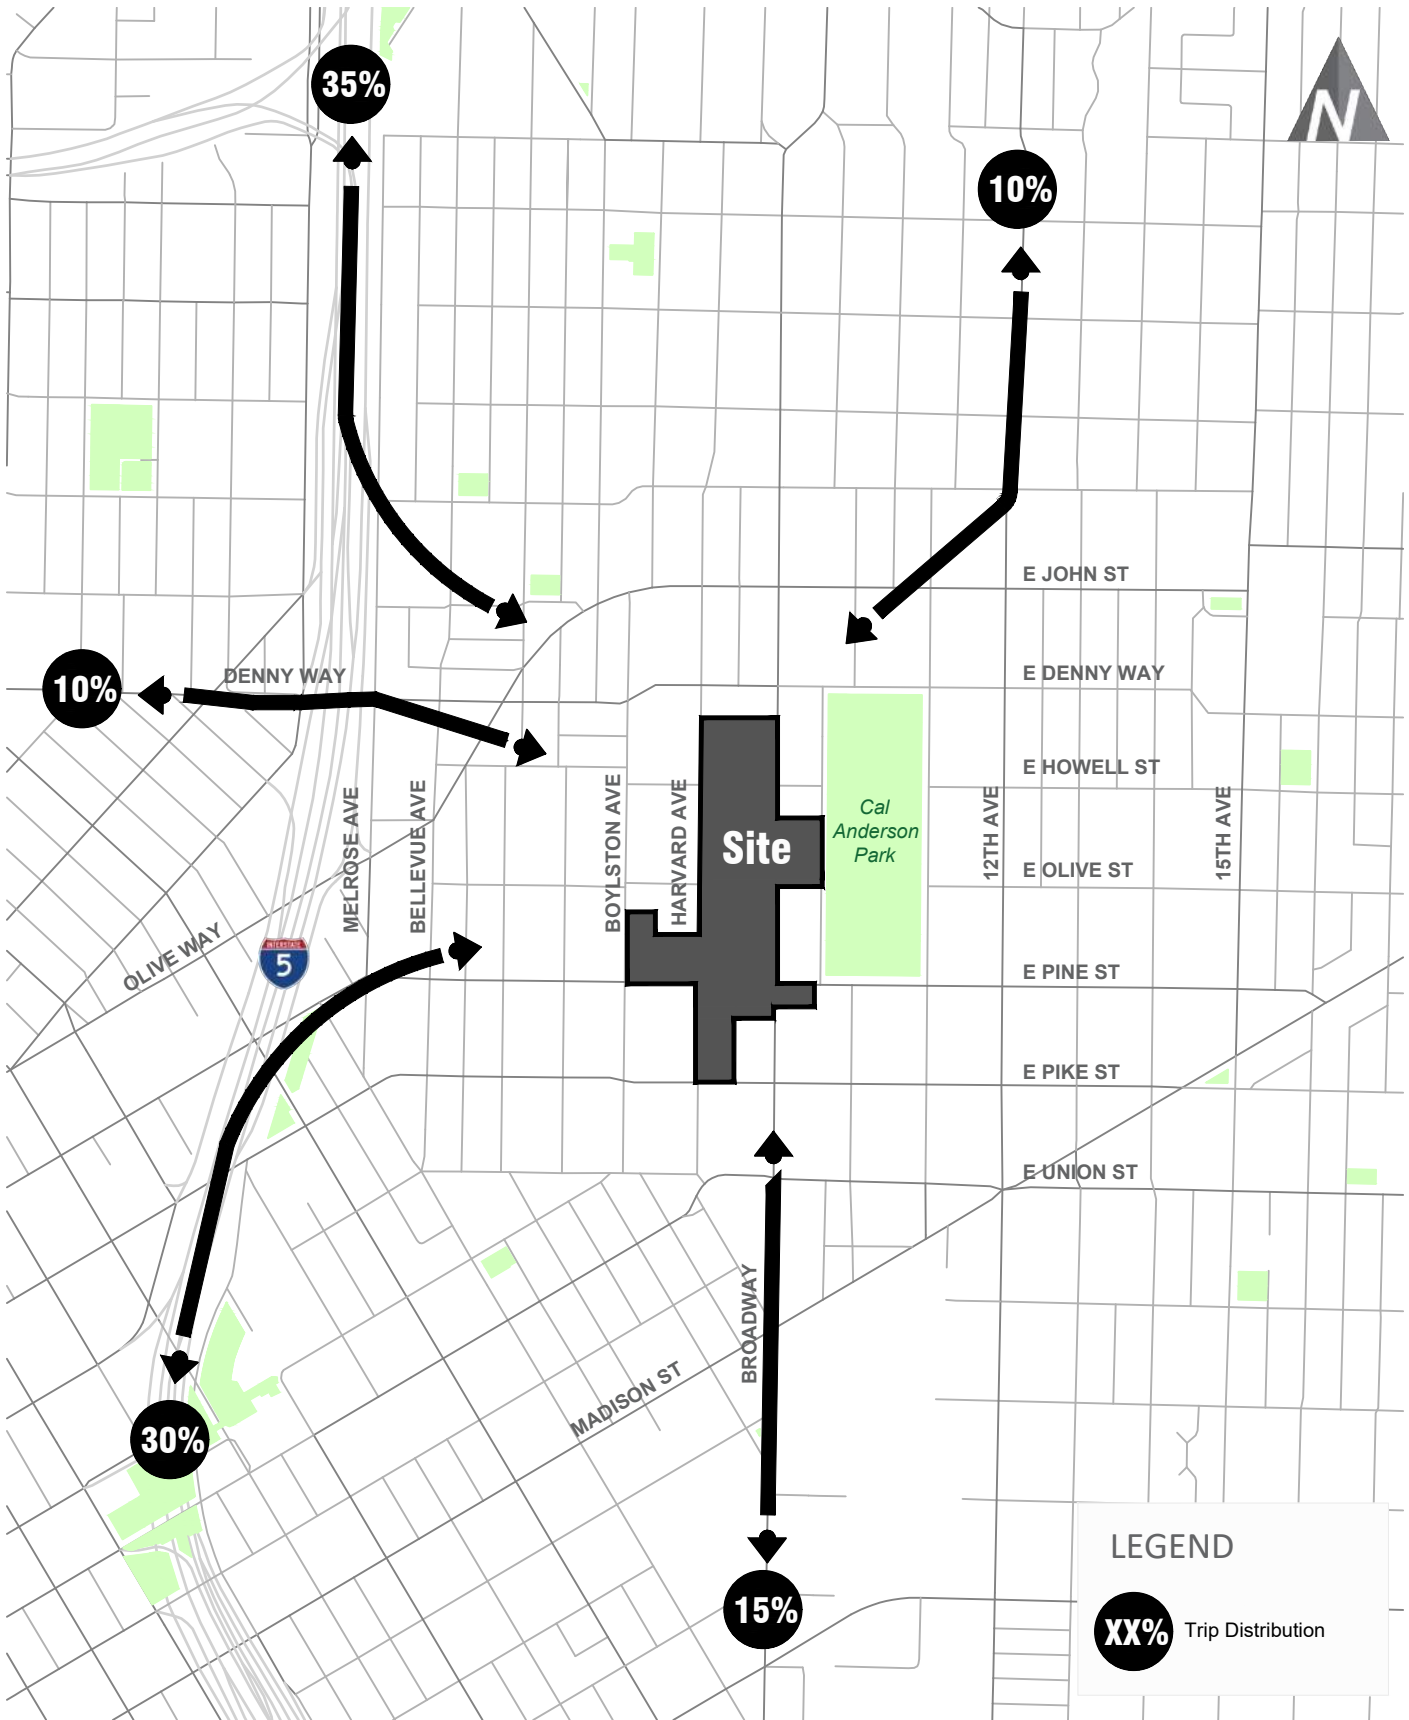 35%
N
10%
E JOHN ST
10%
DENNY WAY
E DENNY WAY
E HOWELL ST
MELROSE AVE
BELLEVUE AVE
BOYLSTON AVE
HARVARD AVE
Site
Cal
Anderson
Park
12TH AVE
15TH AVE
E OLIVE ST
OLIVE WAY
INTERSTATE
5
E PINE ST
E PIKE ST
E UNION ST
BROADWAY
MADISON ST
30%
15%
LEGEND
XX%
Trip Distribution